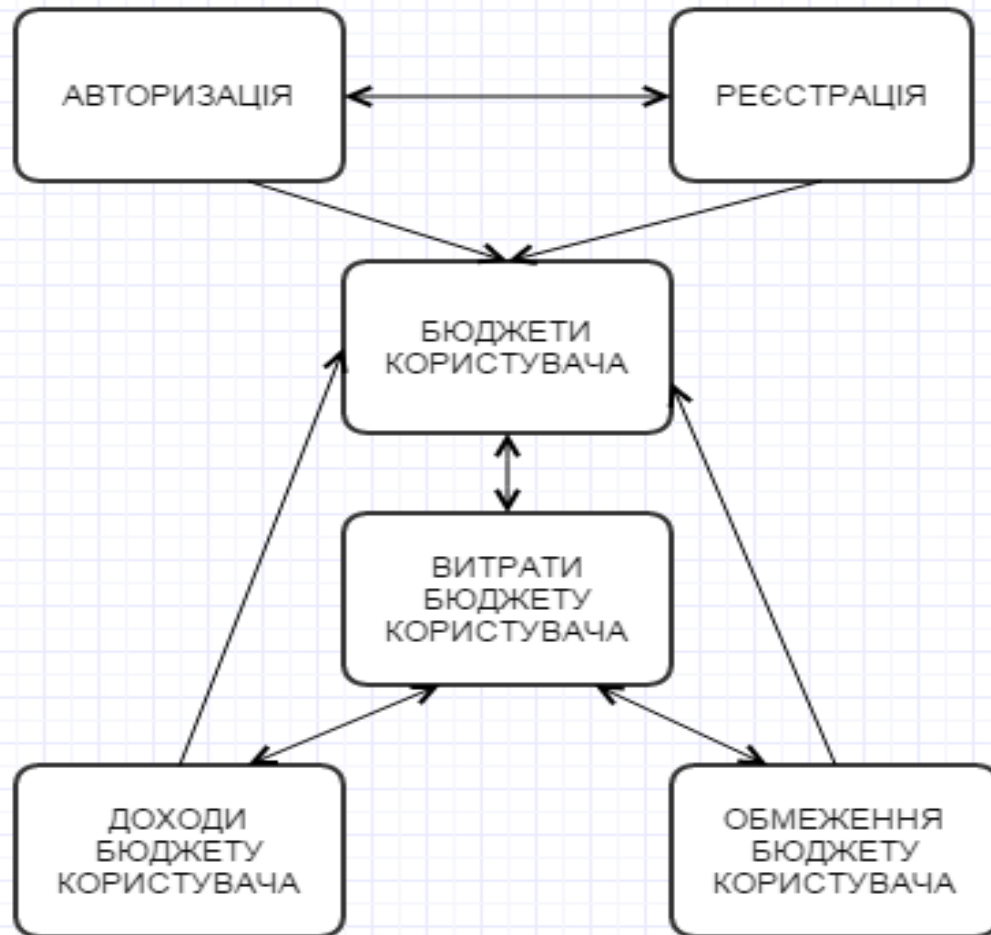 АВТОРИЗАЦІЯ
РЕЄСТРАЦІЯ
БЮДЖЕТИ
КОРИСТУВАЧА
ВИТРАТИ
БЮДЖЕТУ
КОРИСТУВАЧА
ДОХОДИ
БЮДЖЕТУ
КОРИСТУВАЧА
ОБМЕЖЕННЯ
БЮДЖЕТУ
КОРИСТУВАЧА